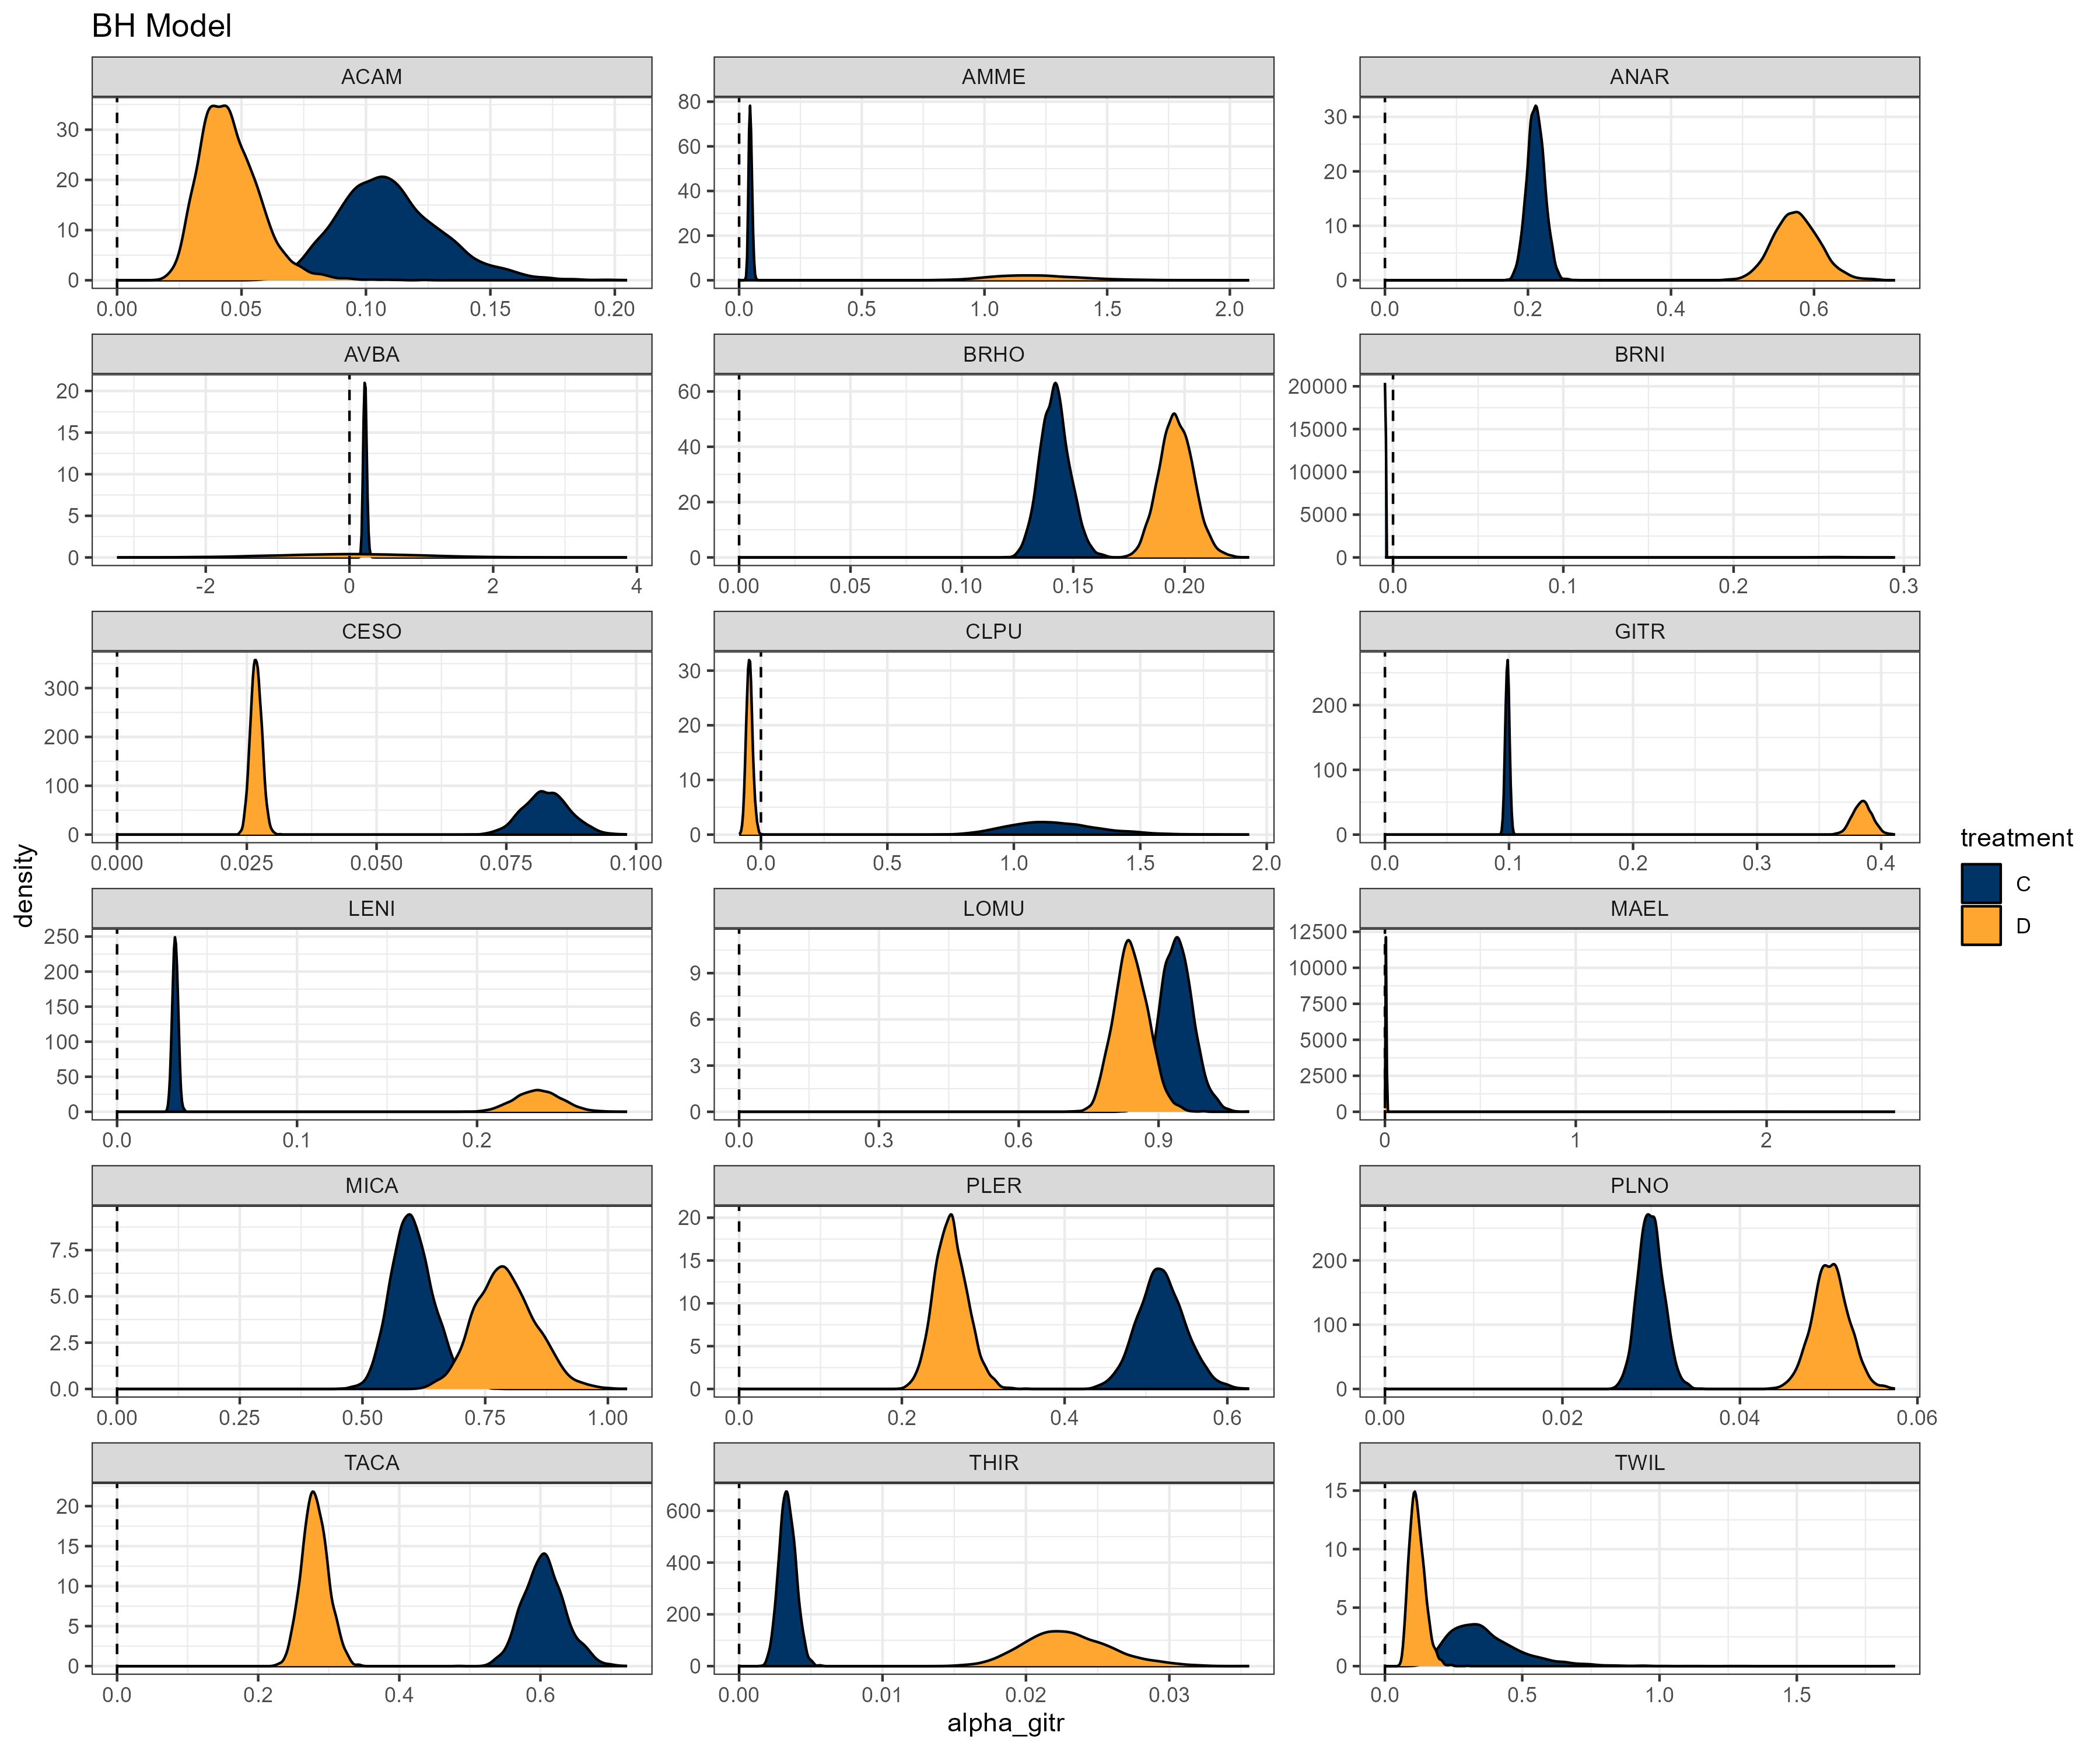 BH Model
ACAM AMME ANAR
30 20 10 0
80 60 40 20 0
30 20 10 0
0.00 0.05 0.10 0.15 0.20
0.0 0.5 1.0 1.5 2.0
0.0 0.2 0.4 0.6
AVBA BRHO BRNI
20 15 10 5 0
60 40 20 0
20000 15000 10000 5000 0
-2 0 2 4
0.00 0.05 0.10 0.15 0.20
0.0 0.1 0.2 0.3
CESO CLPU GITR
300 200 100 0
30 20 10 0
200 100 0
0.000 0.025 0.050 0.075 0.100
0.0 0.5 1.0 1.5 2.0
0.0 0.1 0.2 0.3 0.4
density
treatment
C
D
LENI LOMU MAEL
250 200 150 100 50 0
9 6 3 0
12500 10000 7500 5000 2500 0
0.0 0.1 0.2
0.0 0.3 0.6 0.9
0 1 2
MICA PLER PLNO
7.5 5.0 2.5 0.0
20 15 10 5 0
200 100 0
0.00 0.25 0.50 0.75 1.00
0.0 0.2 0.4 0.6
0.00 0.02 0.04 0.06
TACA THIR TWIL
20 15 10 5 0
600 400 200 0
15 10 5 0
0.0 0.2 0.4 0.6
0.00 0.01 0.02 0.03
0.0 0.5 1.0 1.5
alpha_gitr